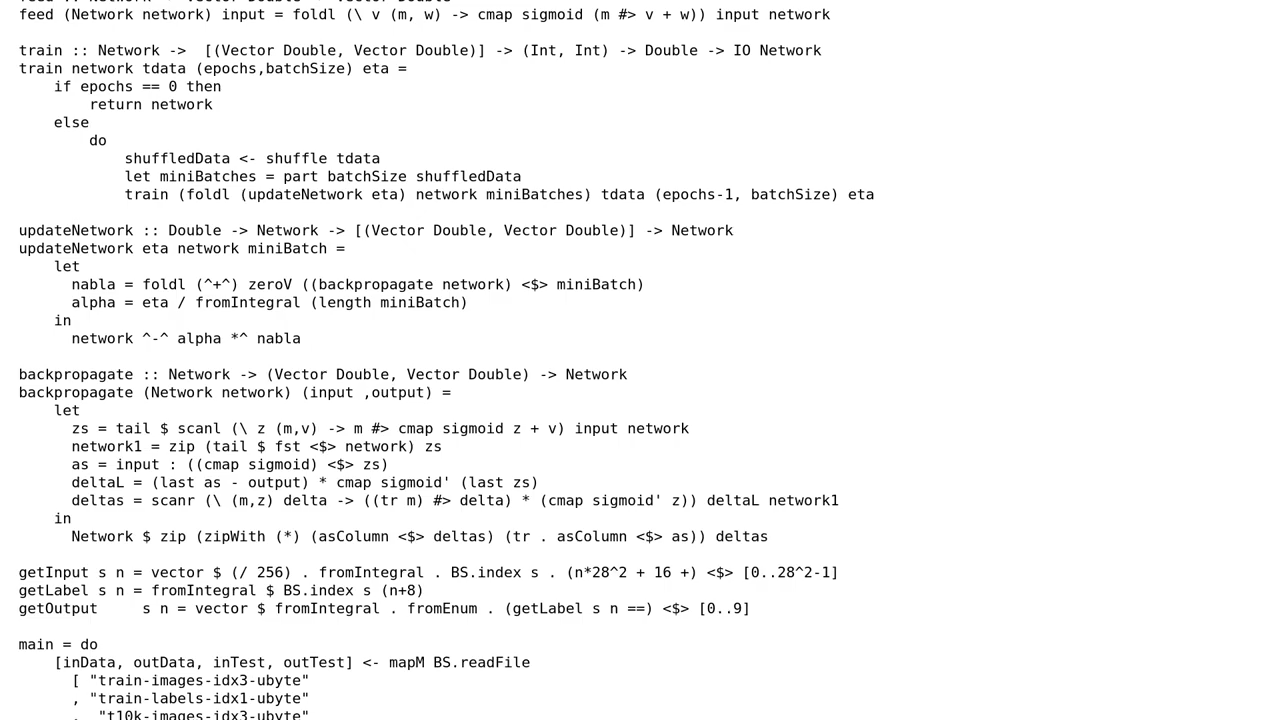 feed (Network network) input = foldl (\ v (m, w) -> cmap sigmoid (m #> v + w)) input network

train :: Network ->  [(Vector Double, Vector Double)] -> (Int, Int) -> Double -> IO Network
train network tdata (epochs,batchSize) eta =
    if epochs == 0 then
        return network
    else
        do
            shuffledData <- shuffle tdata
            let miniBatches = part batchSize shuffledData
            train (foldl (updateNetwork eta) network miniBatches) tdata (epochs-1, batchSize) eta

updateNetwork :: Double -> Network -> [(Vector Double, Vector Double)] -> Network
updateNetwork eta network miniBatch =
    let
      nabla = foldl (^+^) zeroV ((backpropagate network) <$> miniBatch)
      alpha = eta / fromIntegral (length miniBatch)
    in
      network ^-^ alpha *^ nabla

backpropagate :: Network -> (Vector Double, Vector Double) -> Network
backpropagate (Network network) (input ,output) =
    let
      zs = tail $ scanl (\ z (m,v) -> m #> cmap sigmoid z + v) input network
      network1 = zip (tail $ fst <$> network) zs
      as = input : ((cmap sigmoid) <$> zs)
      deltaL = (last as - output) * cmap sigmoid' (last zs)
      deltas = scanr (\ (m,z) delta -> ((tr m) #> delta) * (cmap sigmoid' z)) deltaL network1
    in
      Network $ zip (zipWith (*) (asColumn <$> deltas) (tr . asColumn <$> as)) deltas

getInput s n = vector $ (/ 256) . fromIntegral . BS.index s . (n*28^2 + 16 +) <$> [0..28^2-1]
getLabel s n = fromIntegral $ BS.index s (n+8)
getOutput     s n = vector $ fromIntegral . fromEnum . (getLabel s n ==) <$> [0..9]

main = do
    [inData, outData, inTest, outTest] <- mapM BS.readFile
      [ "train-images-idx3-ubyte"
      , "train-labels-idx1-ubyte"
      ,  "t10k-images-idx3-ubyte"